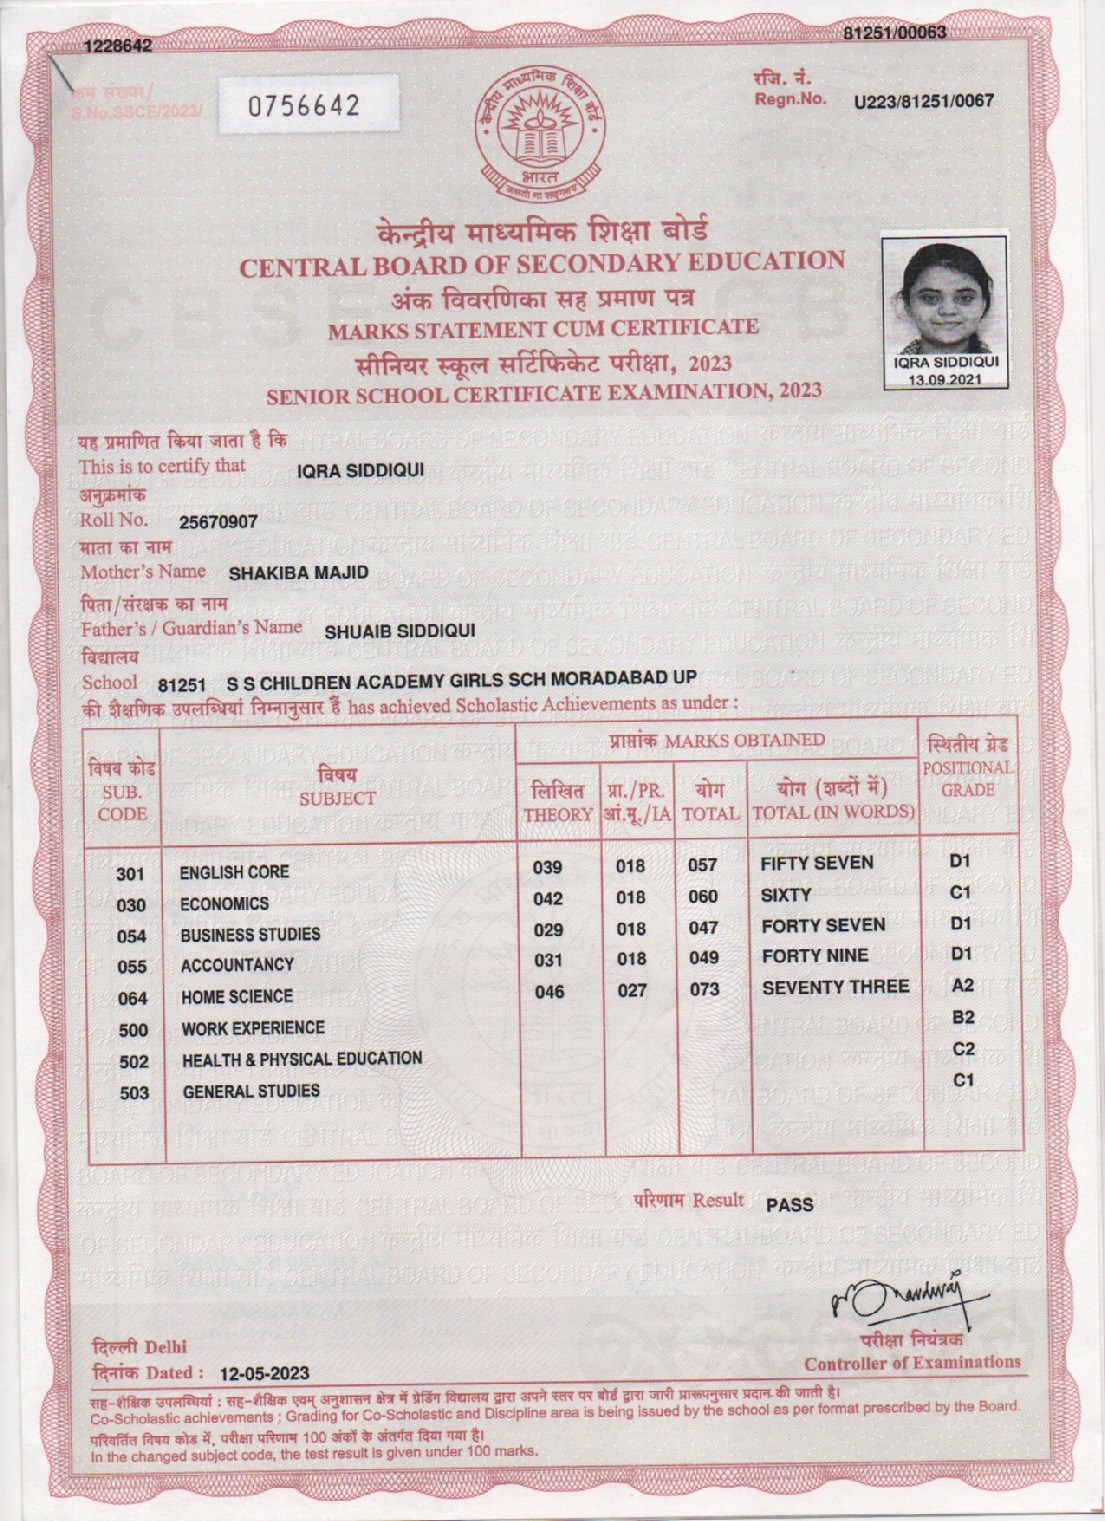 1228642
81251/00063
क्रम संख्या/
S.No.SSCE/2023/
0756642
रजि. नं.
Regn.No. U223/81251/0067
केन्द्रीय माध्यमिक शिक्षा बोर्ड
भारत
असतो मा सद्गमय
केन्द्रीय माध्यमिक शिक्षा बोर्ड
CENTRAL BOARD OF SECONDARY EDUCATION
अंक विवरणिका सह प्रमाण पत्र
MARKS STATEMENT CUM CERTIFICATE
सीनियर स्कूल सर्टिफिकेट परीक्षा, 2023
SENIOR SCHOOL CERTIFICATE EXAMINATION, 2023
IQRA SIDDIQUI
13.09.2021
यह प्रमाणित किया जाता है कि
This is to certify that IQRA SIDDIQUI
अनुक्रमांक
Roll No. 25670907
माता का नाम
Mother's Name SHAKIBA MAJID
पिता/संरक्षक का नाम
Father's / Guardian's Name SHUAIB SIDDIQUI
विद्यालय
School 81251 S S CHILDREN ACADEMY GIRLS SCH MORADABAD UP
की शैक्षणिक उपलब्धियां निम्नानुसार हैं has achieved Scholastic Achievements as under :
विषय कोड
SUB.
CODE
विषय
SUBJECT
प्राप्तांक MARKS OBTAINED
लिखित
THEORY
प्रा./PR.
आं.मू./IA
योग
TOTAL
योग (शब्दों में)
TOTAL (IN WORDS)
स्थितीय ग्रेड
POSITIONAL
GRADE
301 ENGLISH CORE 039 018 057 FIFTY SEVEN D1
030 ECONOMICS 042 018 060 SIXTY C1
054 BUSINESS STUDIES 029 018 047 FORTY SEVEN D1
055 ACCOUNTANCY 031 018 049 FORTY NINE D1
064 HOME SCIENCE 046 027 073 SEVENTY THREE A2
500 WORK EXPERIENCE B2
502 HEALTH & PHYSICAL EDUCATION C2
503 GENERAL STUDIES C1
परिणाम Result PASS
दिल्ली Delhi
दिनांक Dated : 12-05-2023
परीक्षा नियंत्रक
Controller of Examinations
सह-शैक्षिक उपलब्धियां : सह-शैक्षिक एवम् अनुशासन क्षेत्र में ग्रेडिंग विद्यालय द्वारा अपने स्तर पर बोर्ड द्वारा जारी प्रारूपनुसार प्रदान की जाती है।
Co-Scholastic achievements ; Grading for Co-Scholastic and Discipline area is being issued by the school as per format prescribed by the Board.
परिवर्तित विषय कोड में, परीक्षा परिणाम 100 अंकों के अंतर्गत दिया गया है।
In the changed subject code, the test result is given under 100 marks.